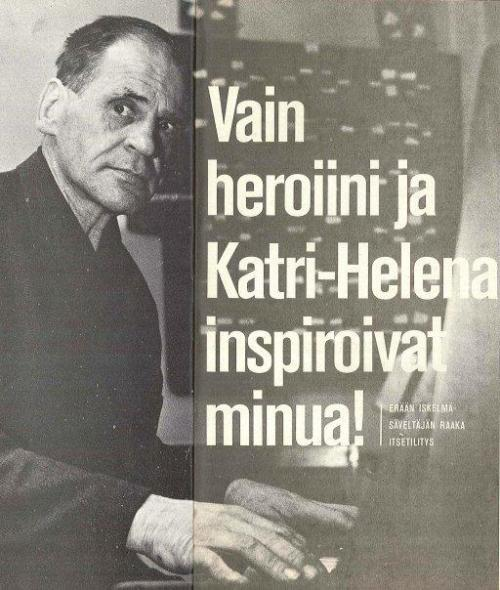 Vain
heroiini ja
Katri-Helena
inspiroivat
minua!
ERÄÄN ISKELMÄ-
SÄVELTÄJÄN RAAKA
ITSETILITYS